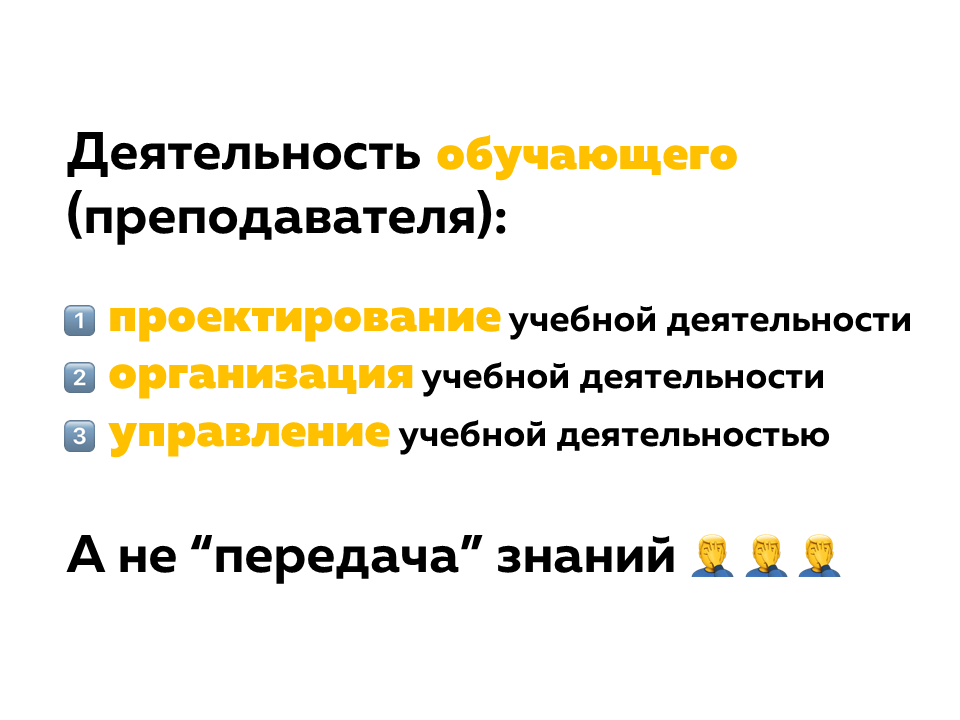 Деятельность обучающего
(преподавателя):
1️⃣ проектирование учебной деятельности
2️⃣ организация учебной деятельности
3️⃣ управление учебной деятельностью
А не “передача” знаний 🤦‍♂️🤦‍♂️🤦‍♂️